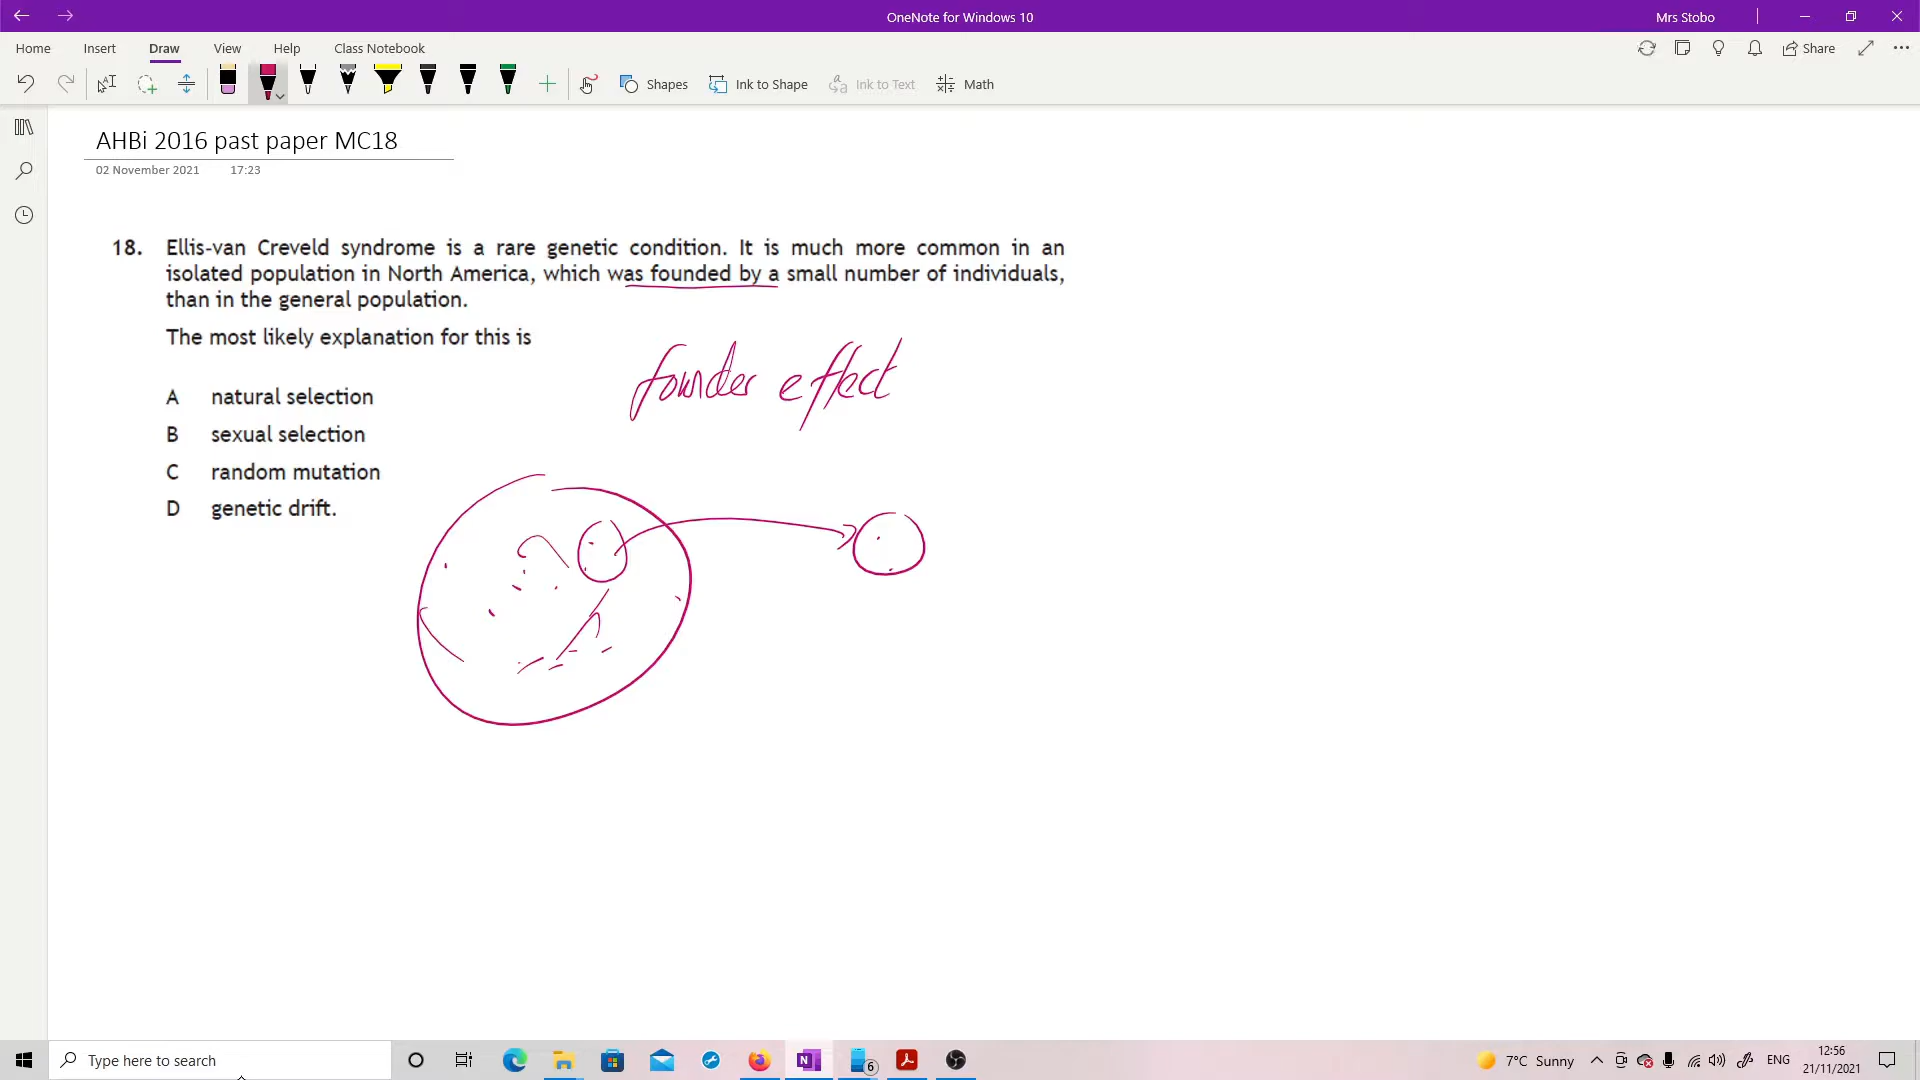 OneNote for Windows 10
Mrs Stobo
Home Insert Draw View Help Class Notebook
Share
Shapes Ink to Shape Ink to Text Math
AHBi 2016 past paper MC18
02 November 2021 17:23
18. Ellis-van Creveld syndrome is a rare genetic condition. It is much more common in an
isolated population in North America, which was founded by a small number of individuals,
than in the general population.
The most likely explanation for this is
founder effect
A natural selection
B sexual selection
C random mutation
D genetic drift.
Type here to search
6
7°C Sunny
ENG
12:56
21/11/2021